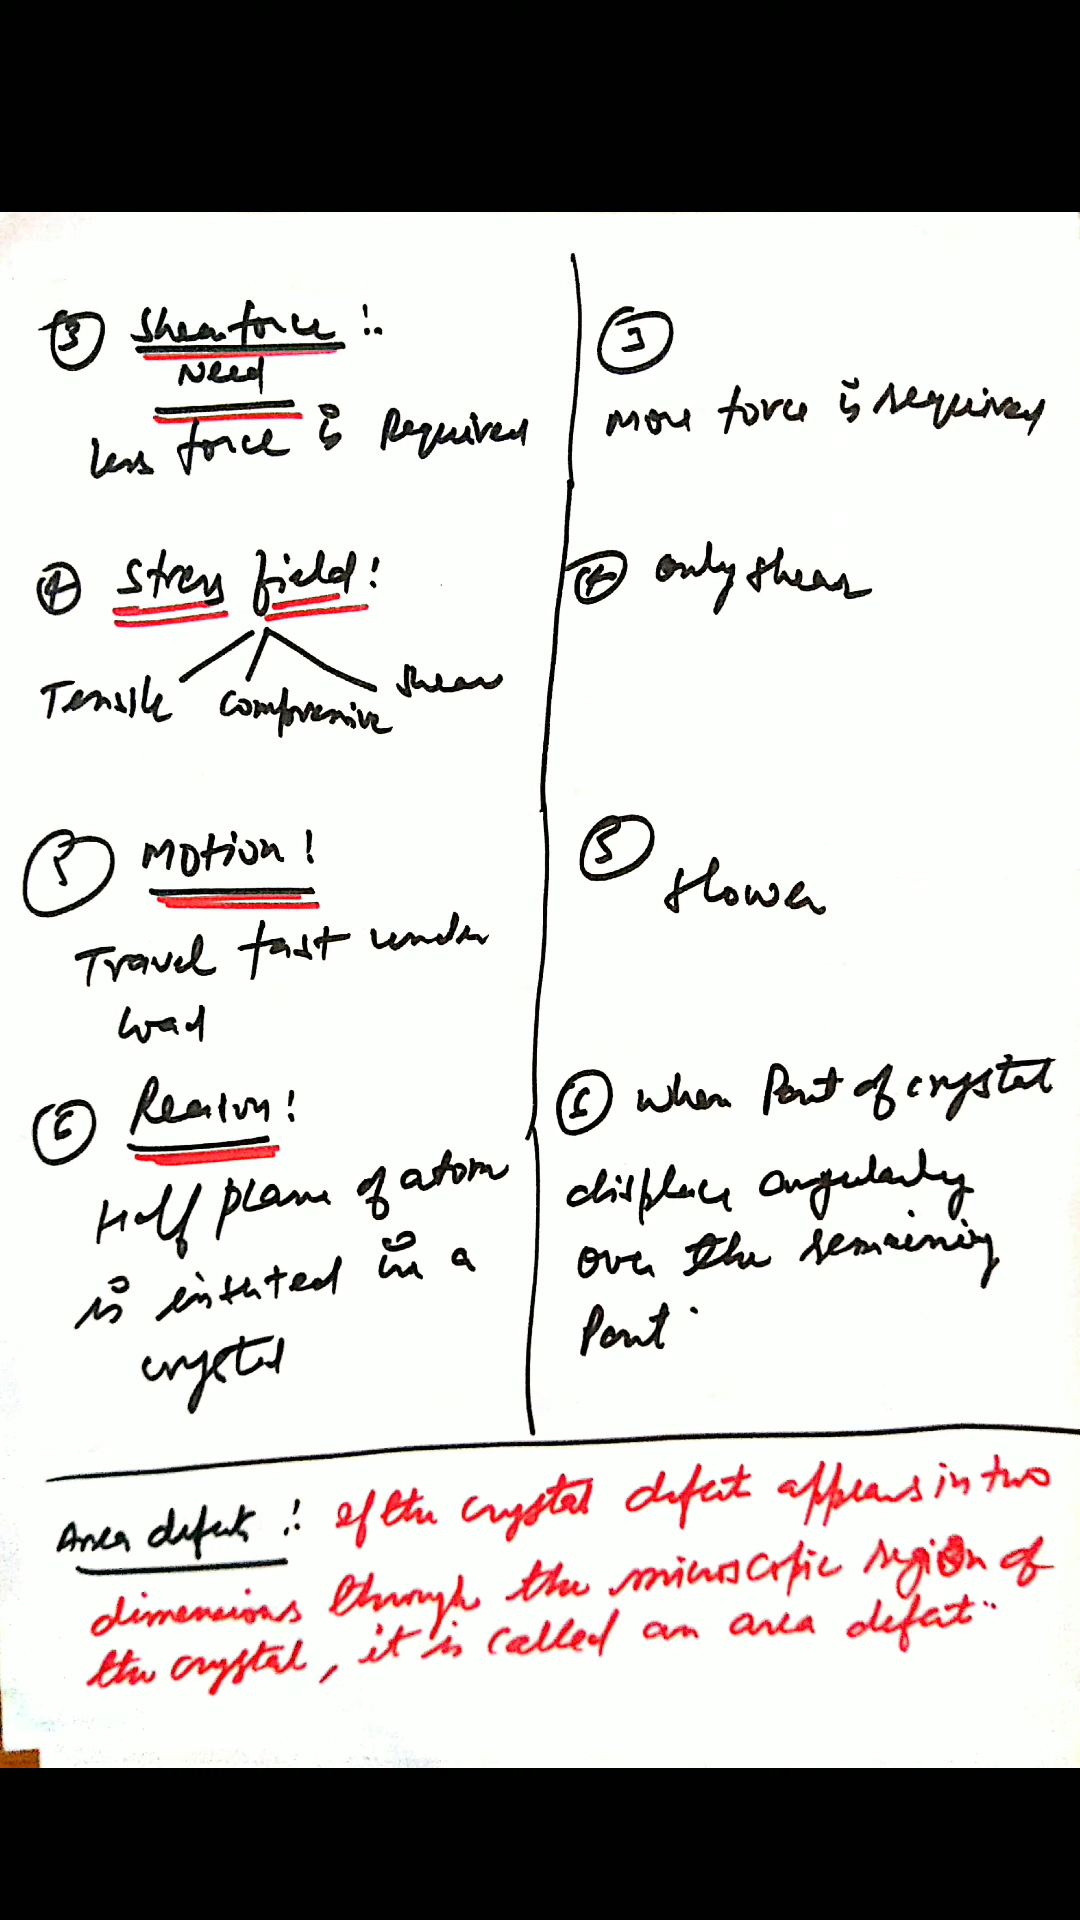 ③ Shear force :-
Need
less force is Required
④ Stress field :
Tensile compressive shear
⑤ Motion :
Travel fast under
load
⑥ Reason :
Half plane of atom
is inserted in a
crystal
③
more force is required
④ only shear
⑤
slower
⑥ when Part of crystal
displace angularly
over the remaining
Part .
Area defect :: If the crystal defect appears in two
dimensions through the microscopic region of
the crystal, it is called an area defect ..